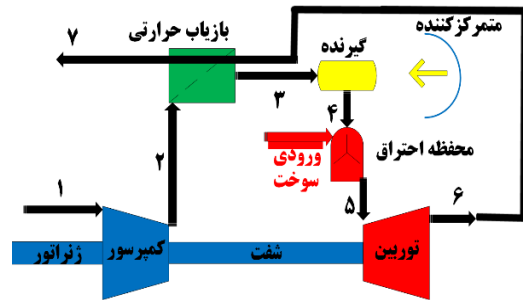 متمرکزکننده
گیرنده
بازیاب حرارتی
۷
۳
۴
محفظه احتراق
ورودی
سوخت
۲
۱
۵
۶
توربین
شفت
کمپرسور
ژنراتور